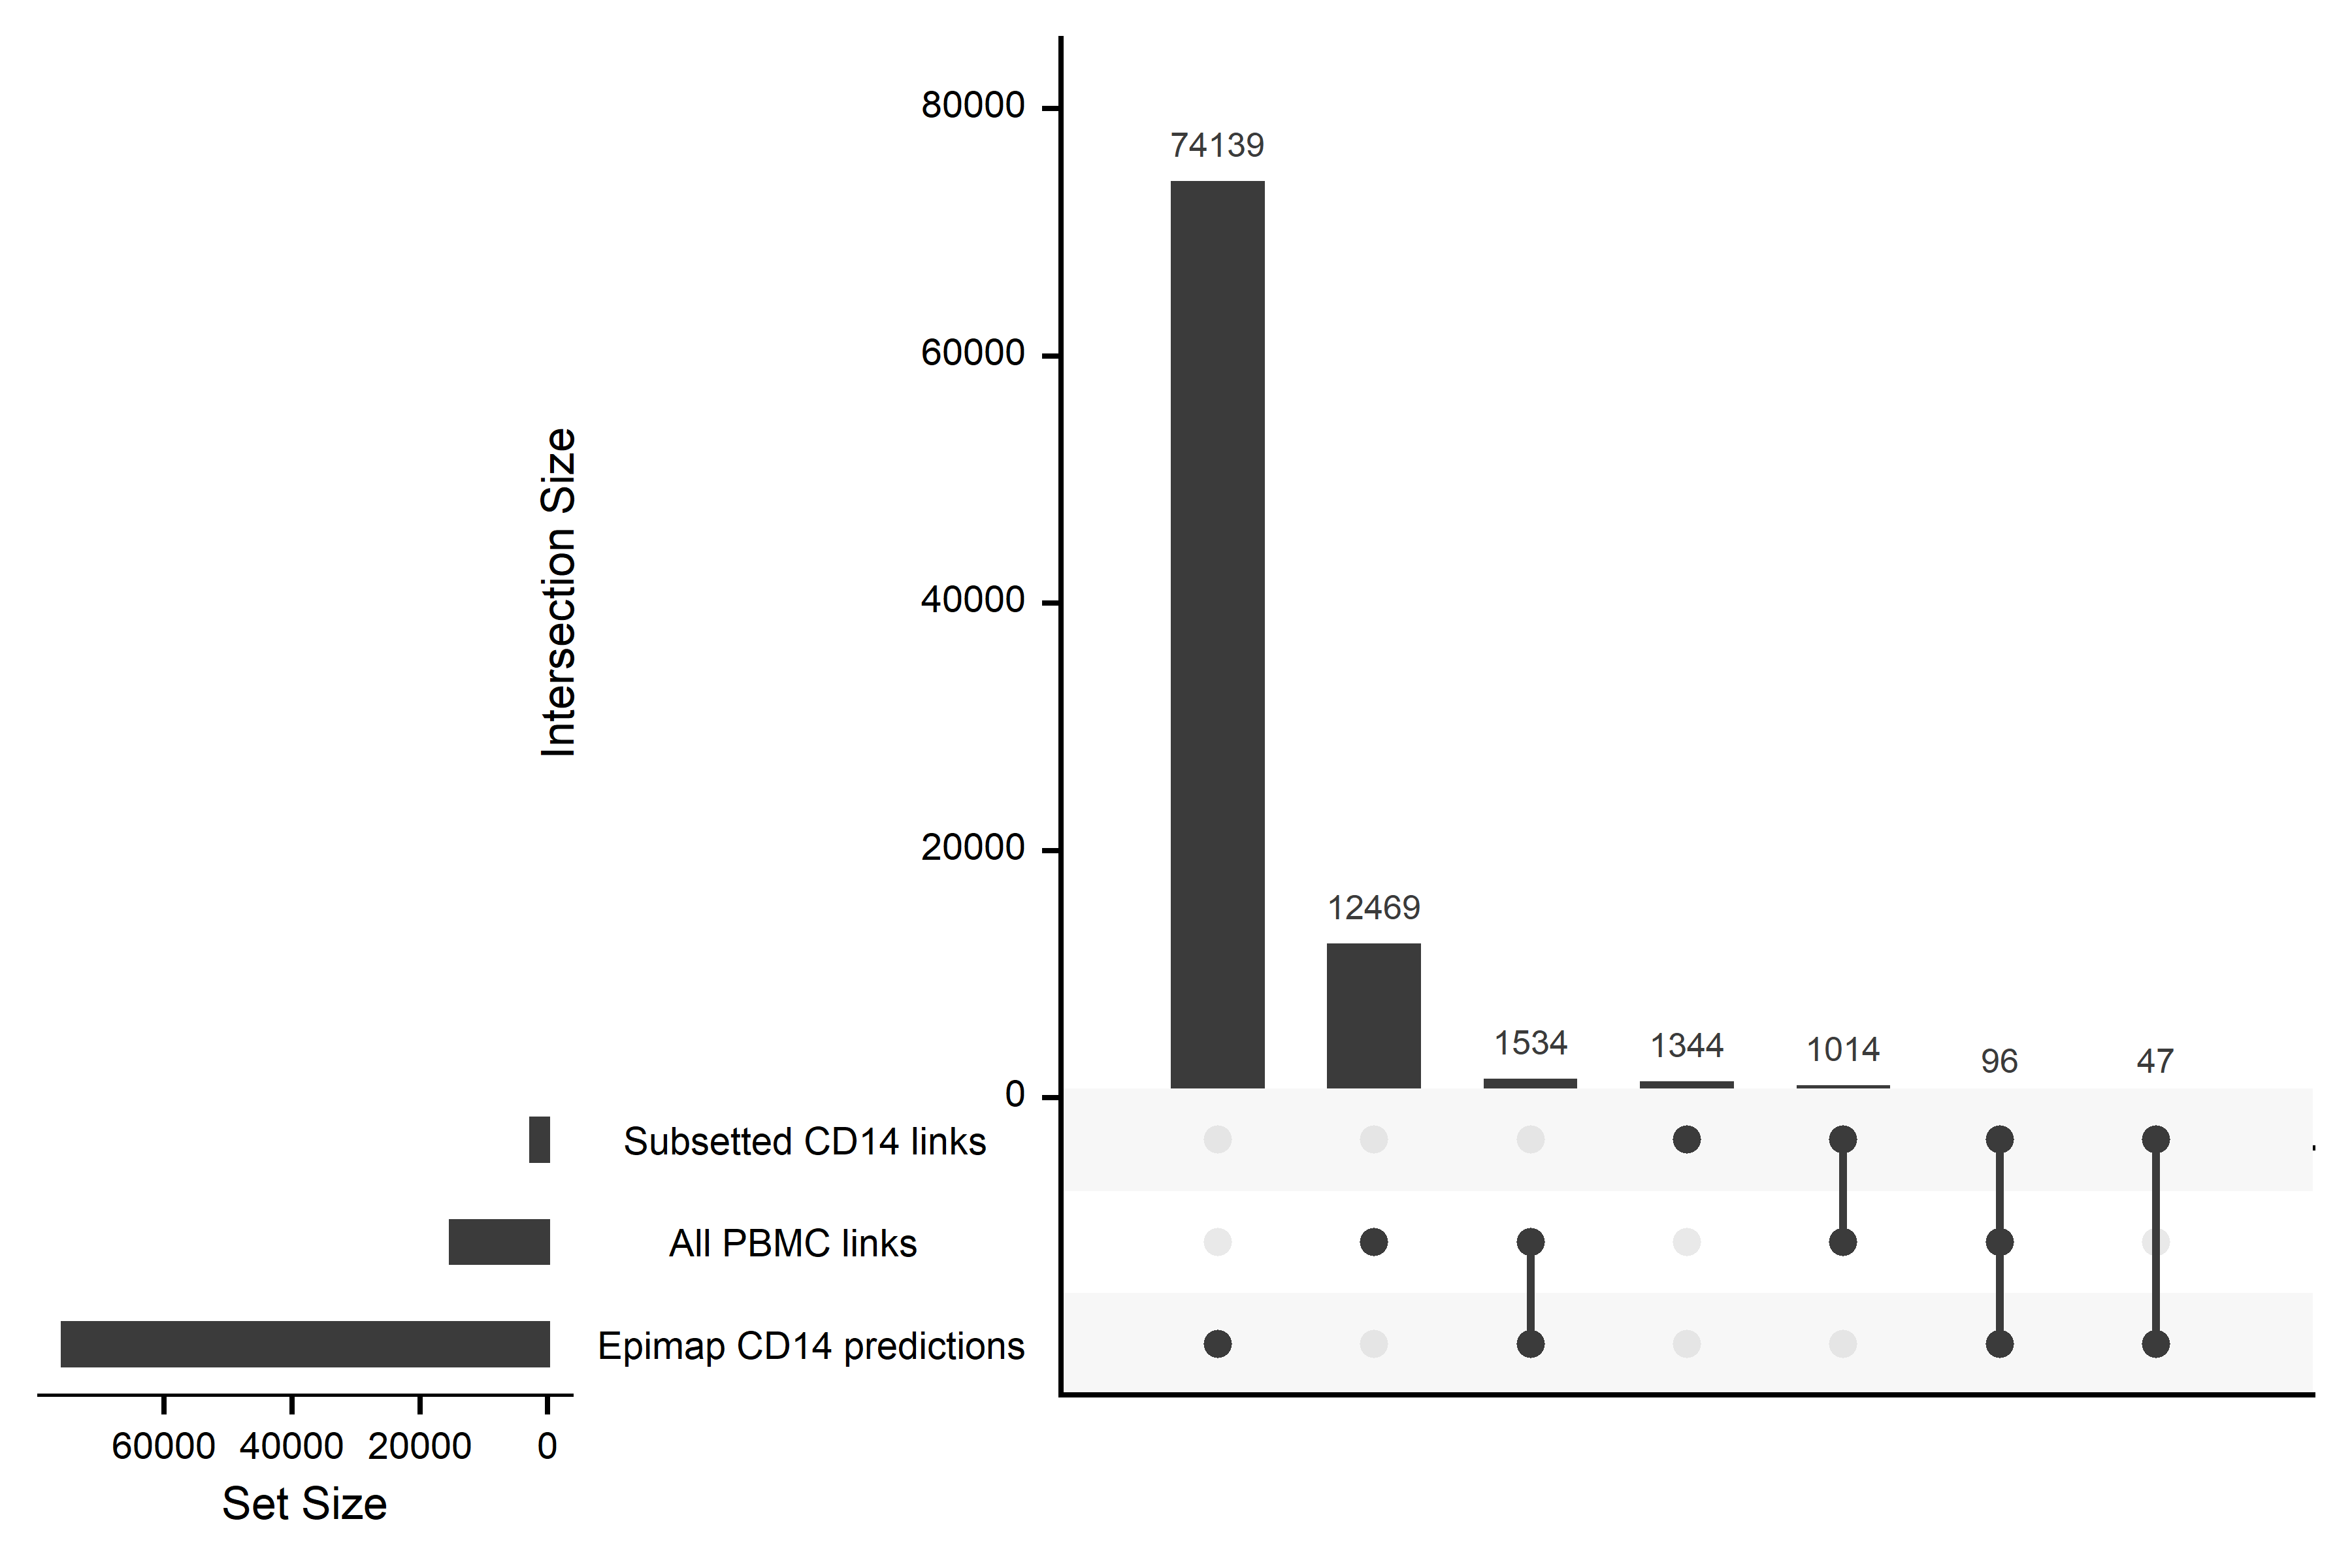 80000
74139
60000
Intersection Size
40000
20000
12469
1534
1344
1014
96
47
0
Subsetted CD14 links
All PBMC links
Epimap CD14 predictions
60000 40000 20000 0
Set Size